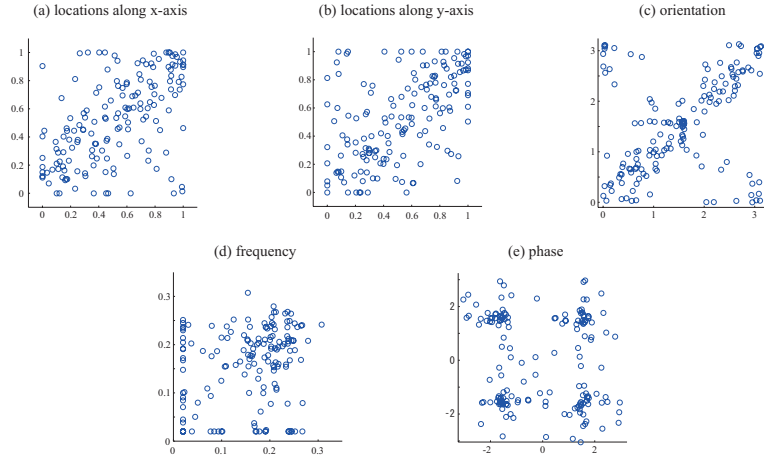 (a) locations along x-axis
(b) locations along y-axis
(c) orientation
1
0.8
0.6
0.4
0.2
0
0 0.2 0.4 0.6 0.8 1
1
0.8
0.6
0.4
0.2
0
0 0.2 0.4 0.6 0.8 1
3
2
1
0
0 1 2 3
(d) frequency
(e) phase
0.3
0.2
0.1
0
0 0.1 0.2 0.3
2
0
-2
-2 0 2